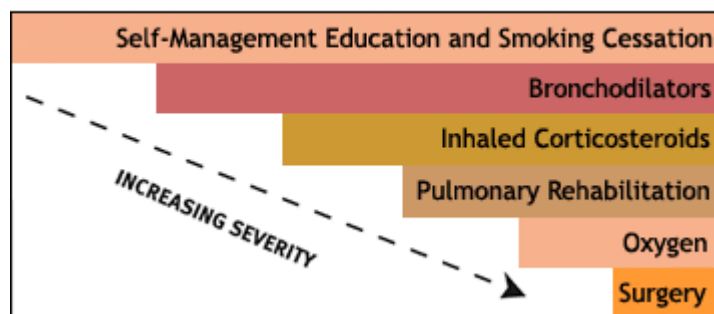 Self-Management Education and Smoking Cessation
Bronchodilators
Inhaled Corticosteroids
Pulmonary Rehabilitation
Oxygen
Surgery
INCREASING SEVERITY